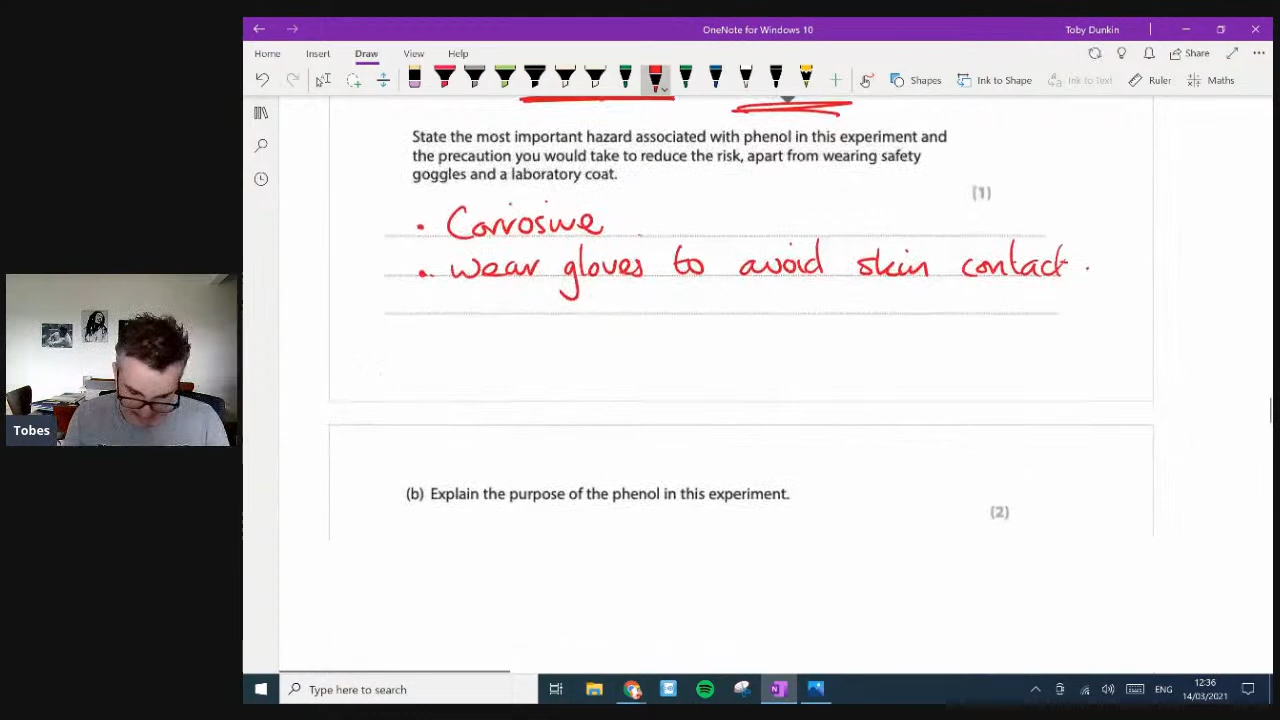 OneNote for Windows 10
Toby Dunkin
Home
Insert
Draw
View
Help
Share
Shapes
Ink to Shape
Ink to Text
Ruler
Maths
State the most important hazard associated with phenol in this experiment and
the precaution you would take to reduce the risk, apart from wearing safety
goggles and a laboratory coat.
(1)
• Corrosive
• wear gloves to avoid skin contact.
Tobes
(b) Explain the purpose of the phenol in this experiment.
(2)
Type here to search
ENG
12:36
14/03/2021